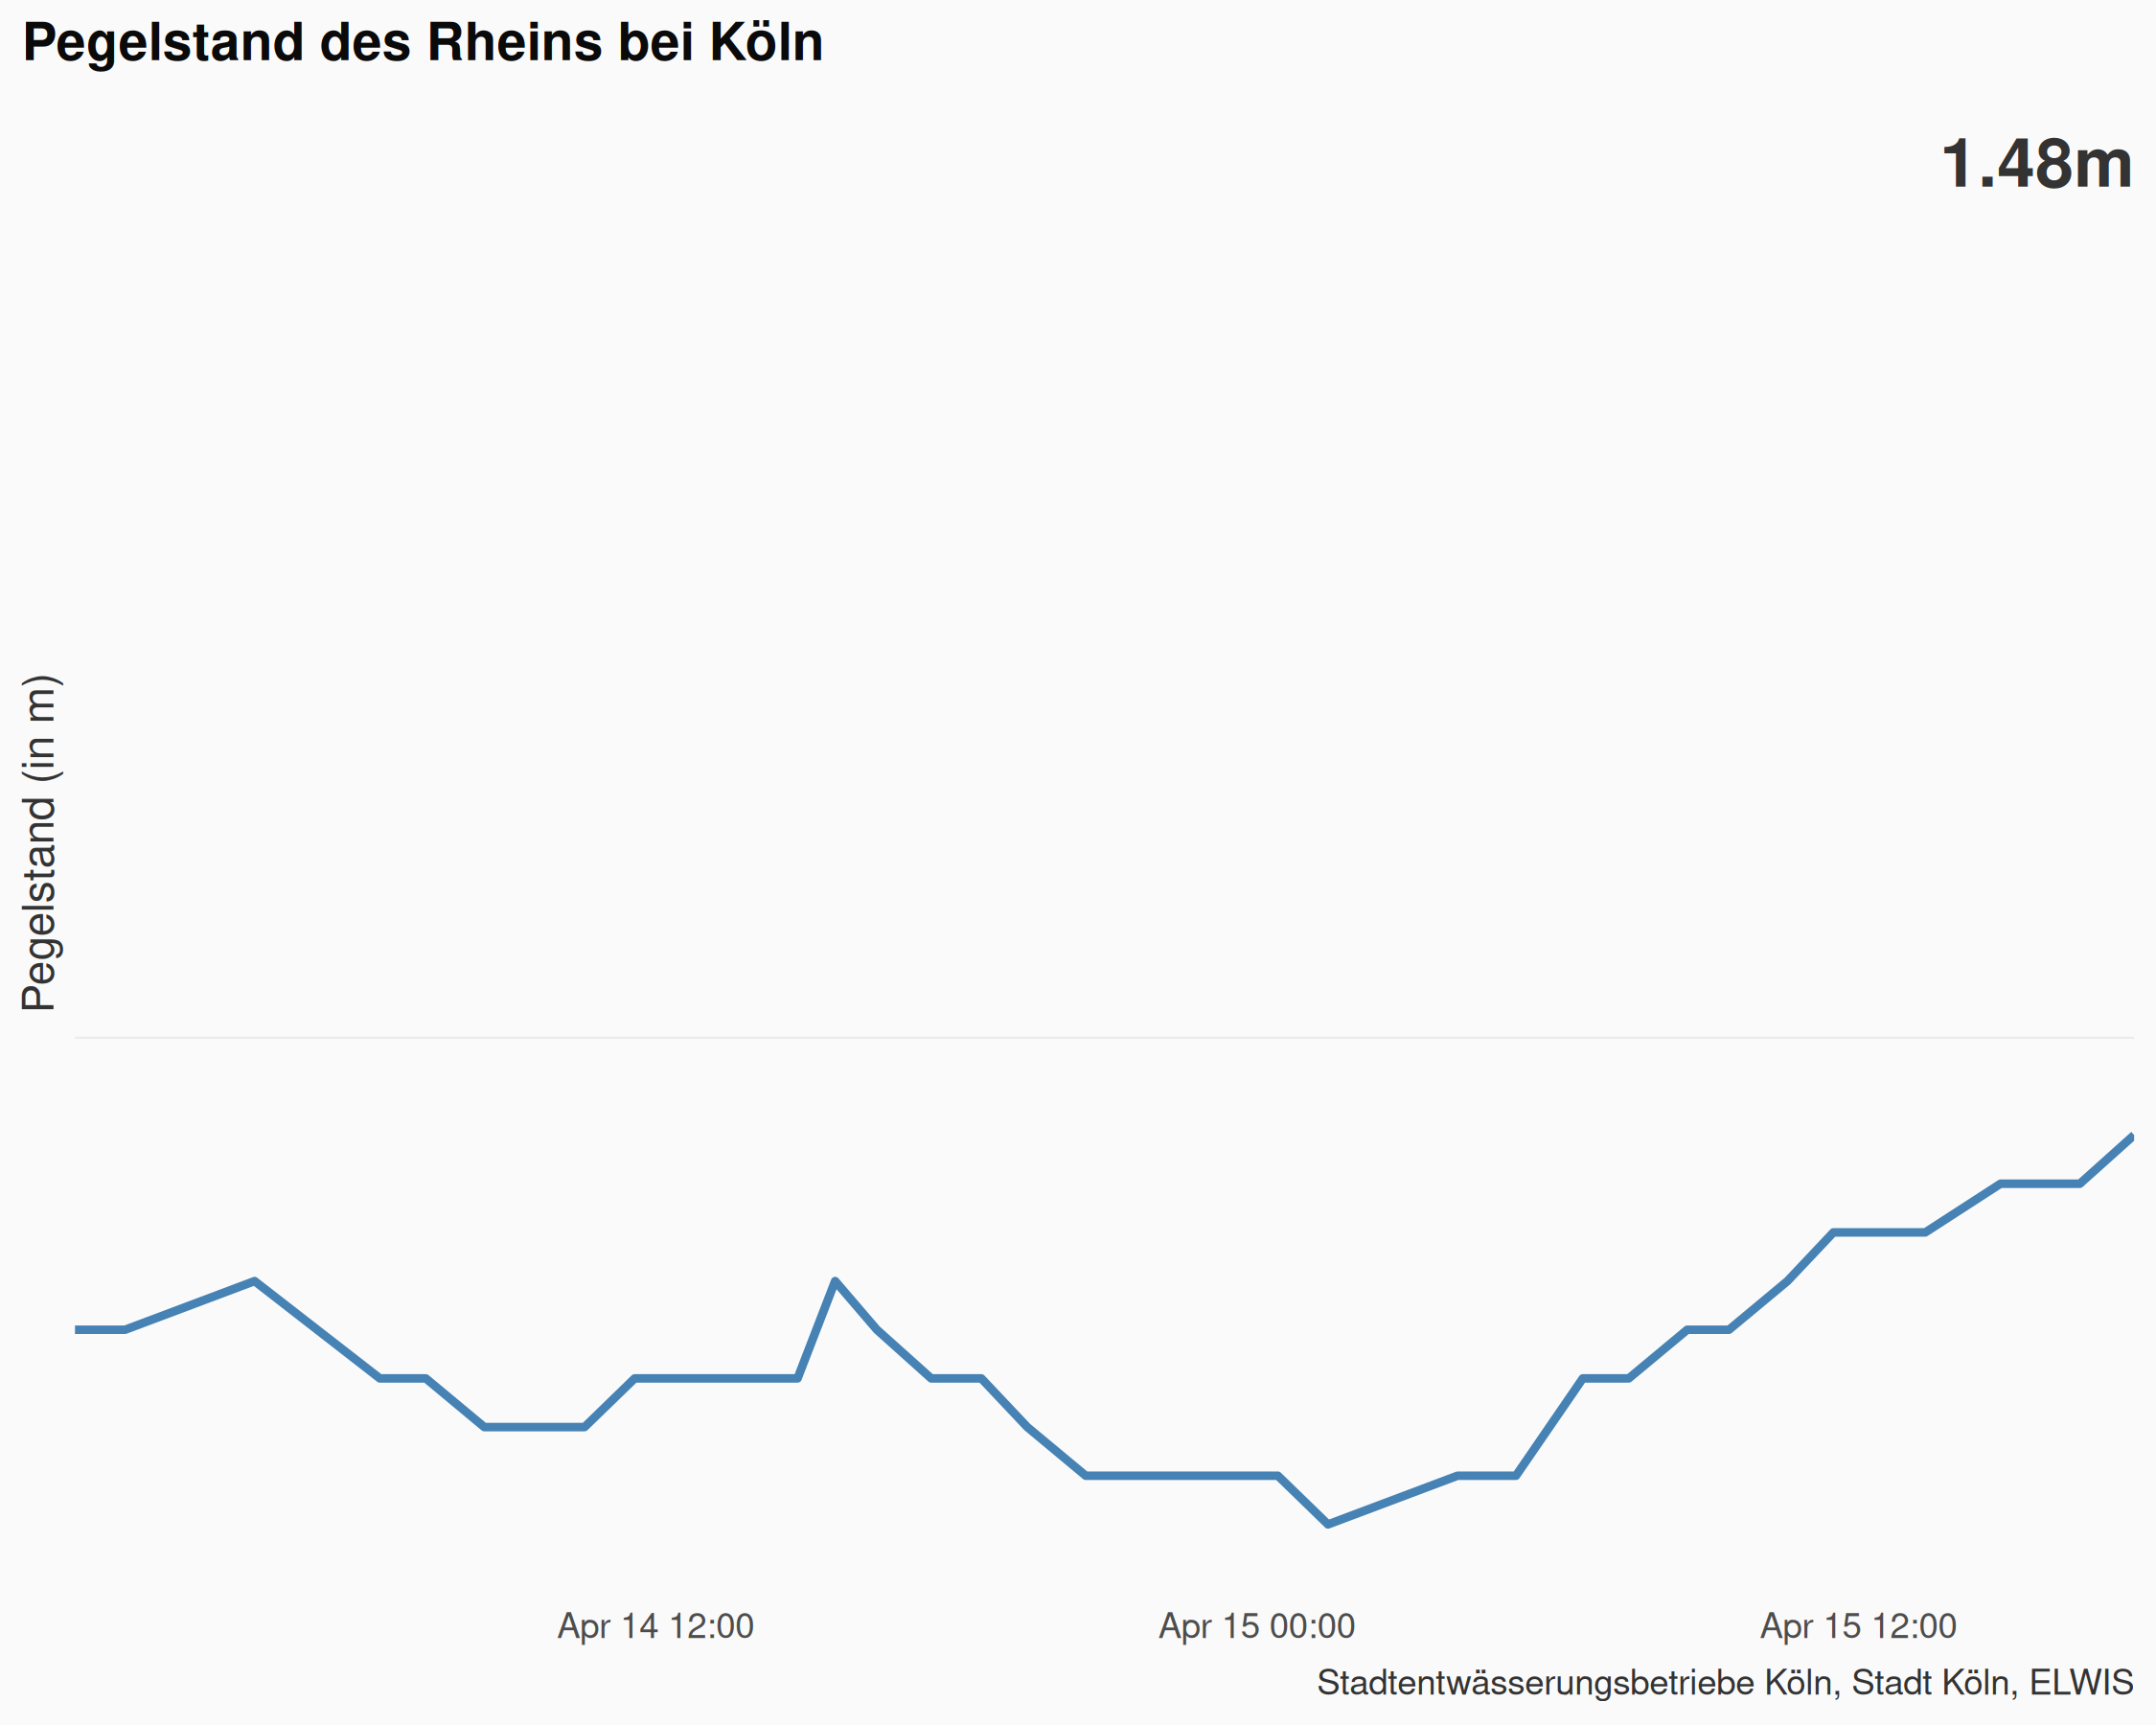 Pegelstand des Rheins bei Köln
1.48m
Pegelstand (in m)
Apr 14 12:00
Apr 15 00:00
Apr 15 12:00
Stadtentwässerungsbetriebe Köln, Stadt Köln, ELWIS